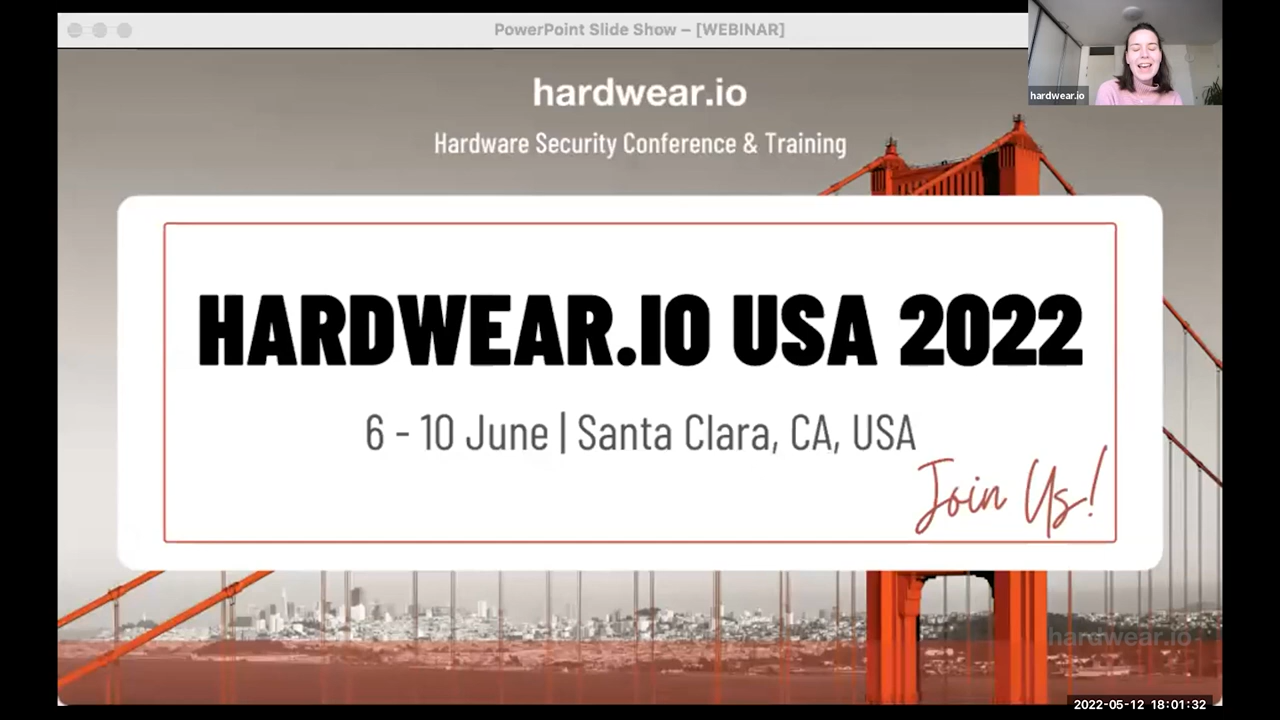 PowerPoint Slide Show – [WEBINAR]
hardwear.io
hardwear.io
Hardware Security Conference & Training
HARDWEAR.IO USA 2022
6 - 10 June | Santa Clara, CA, USA
Join Us!
hardwear.io
2022-05-12 18:01:32